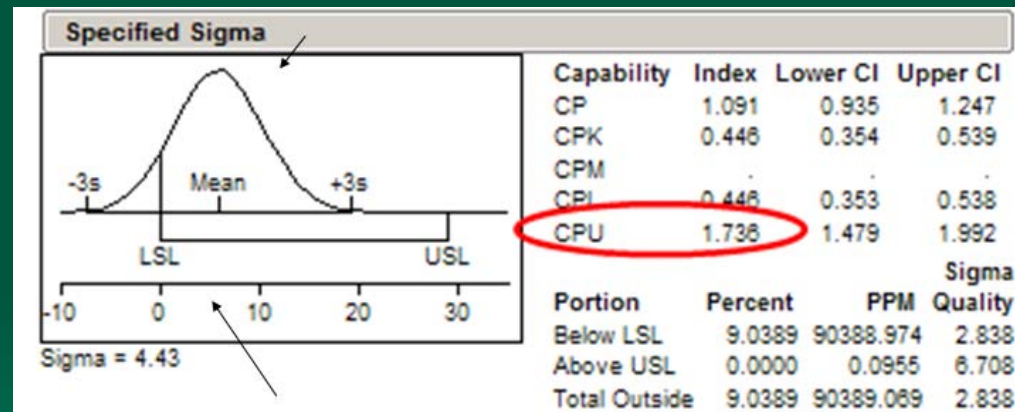 Specified Sigma
-3s Mean +3s
LSL USL
-10 0 10 20 30
Sigma = 4.43
Capability Index Lower CI Upper CI
CP 1.091 0.935 1.247
CPK 0.446 0.354 0.539
CPM . . .
CPL 0.446 0.353 0.538
CPU 1.736 1.479 1.992
Sigma
Portion Percent PPM Quality
Below LSL 9.0389 90388.974 2.838
Above USL 0.0000 0.0955 6.708
Total Outside 9.0389 90389.069 2.838